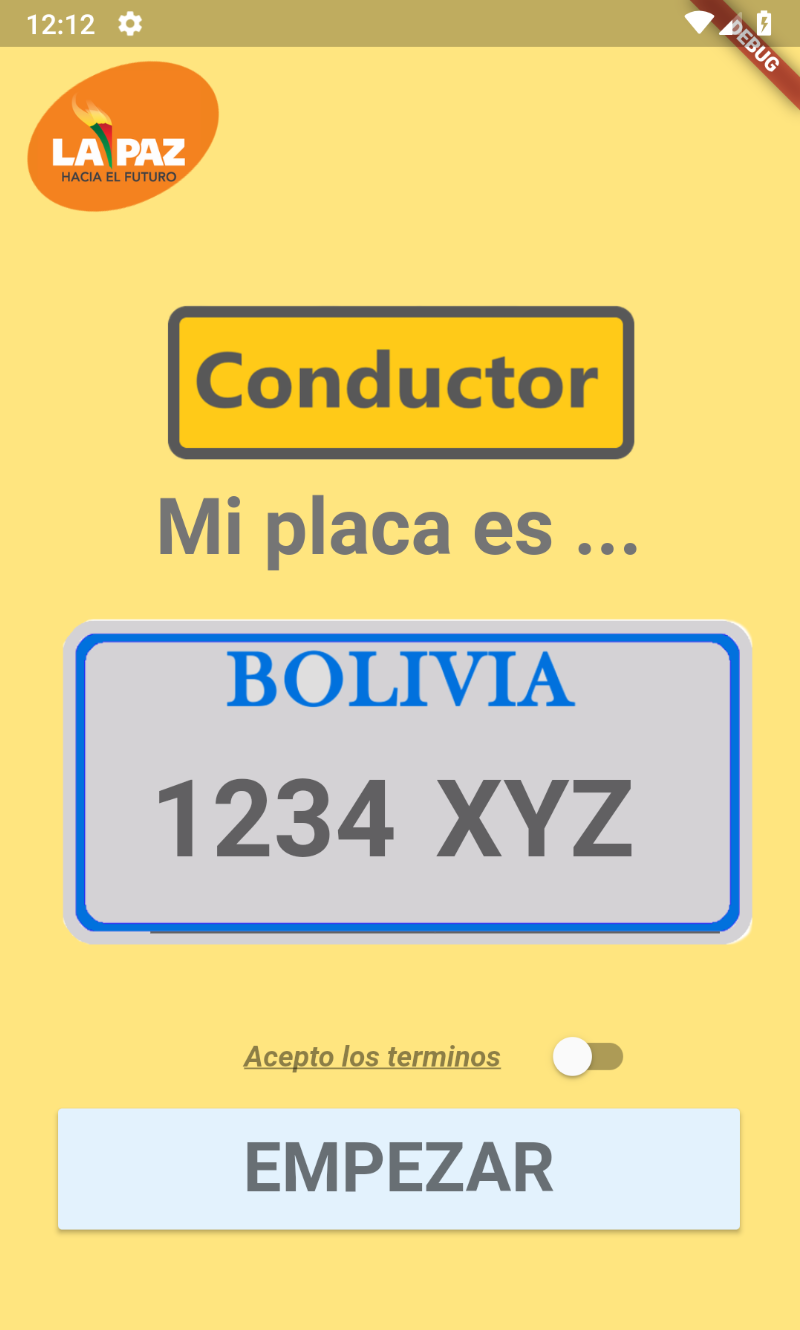 12:12
DEBUG
LA PAZ
HACIA EL FUTURO
Conductor
Mi placa es ...
BOLIVIA
1234 XYZ
Acepto los terminos
EMPEZAR